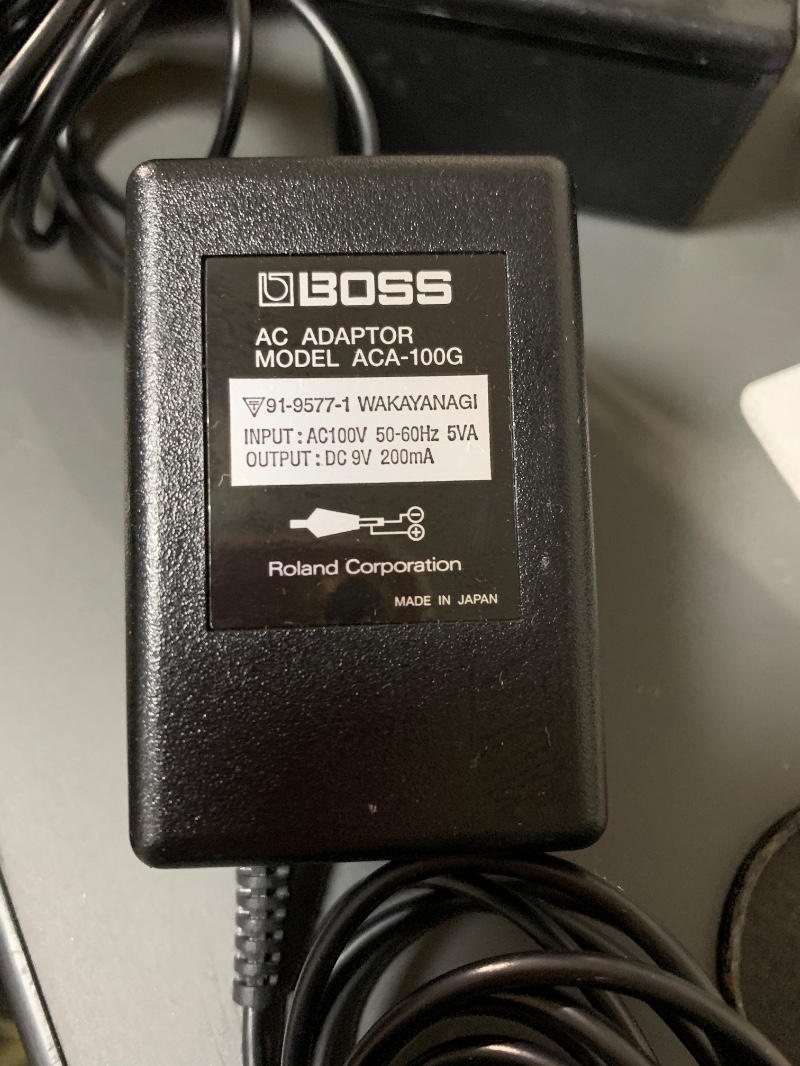 BOSS
AC ADAPTOR
MODEL ACA-100G
91-9577-1 WAKAYANAGI
INPUT : AC100V 50-60Hz 5VA
OUTPUT : DC 9V 200mA
Roland Corporation
MADE IN JAPAN